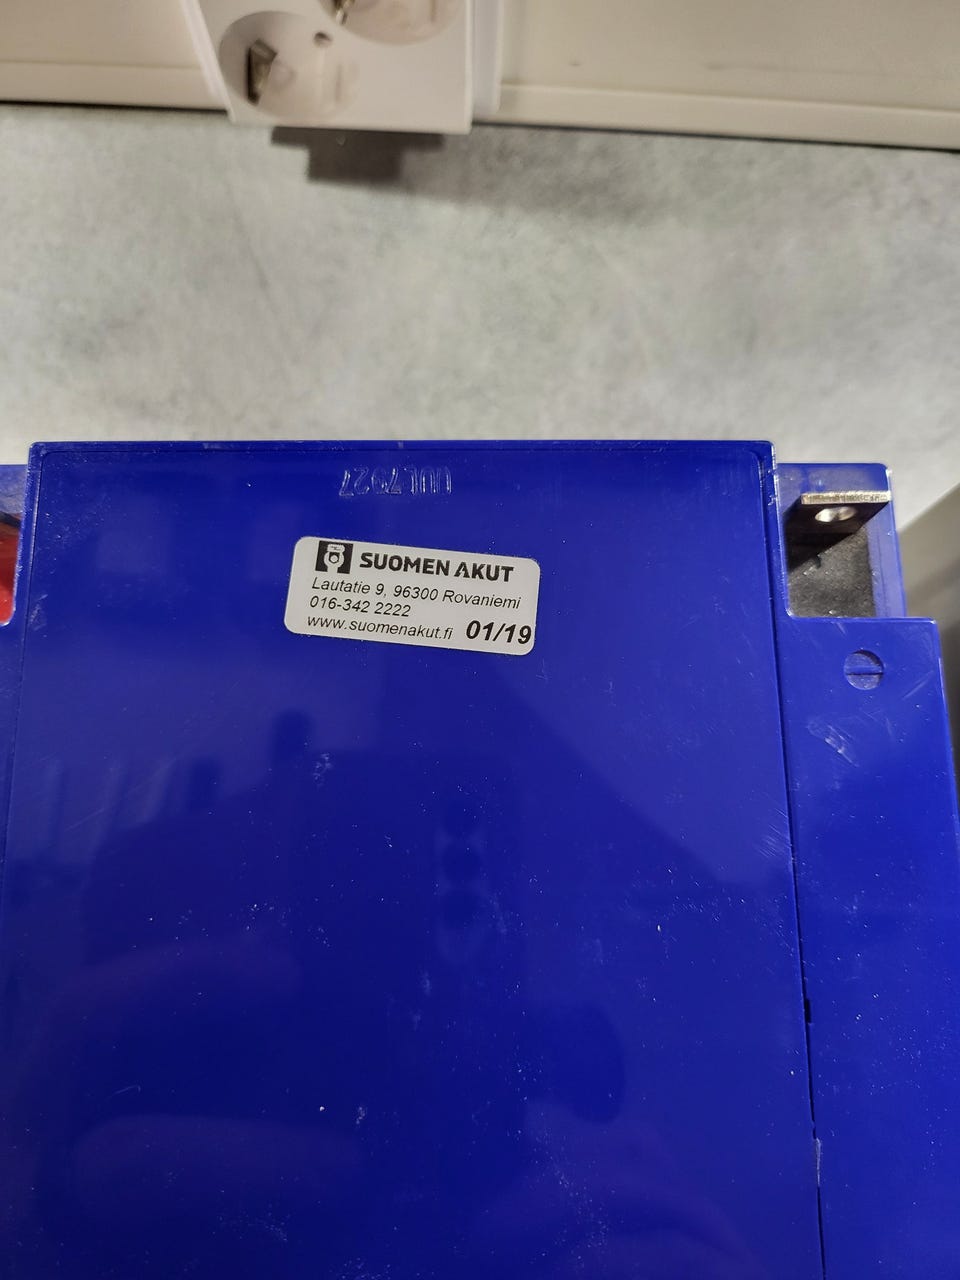 SUOMEN AKUT
Lautatie 9, 96300 Rovaniemi
016-342 2222
www.suomenakut.fi 01/19